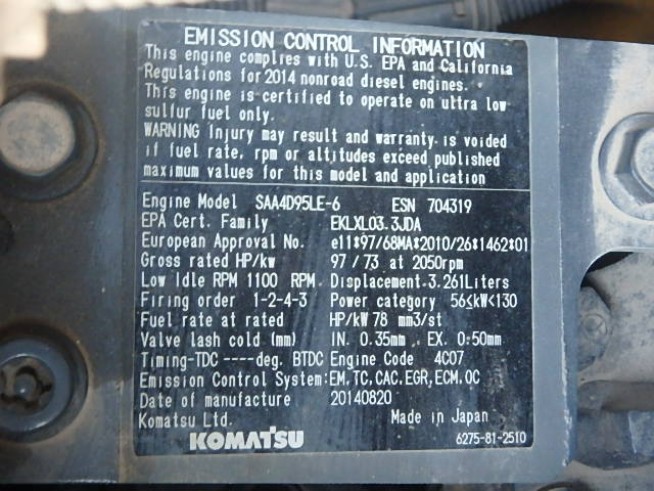 EMISSION CONTROL INFORMATION
This engine complies with U.S. EPA and California
Regulations for 2014 nonroad diesel engines.
This engine is certified to operate on ultra low
sulfur fuel only.
WARNING Injury may result and warranty is voided
if fuel rate, rpm or altitudes exceed published
maximum values for this model and application
Engine Model SAA4D95LE-6 ESN 704319
EPA Cert. Family EKLXL03.3JDA
European Approval No. e11*97/68MA*2010/26*1462*01
Gross rated HP/kw 97/73 at 2050rpm
Low Idle RPM 1100 RPM. Displacement.3.261Liters
Firing order 1-2-4-3 Power category 56≤kW<130
Fuel rate at rated HP/kW 78 mm3/st
Valve lash cold (mm) IN. 0.35mm , EX. 0.50mm
Timing-TDC ----deg. BTDC Engine Code 4C07
Emission Control System:EM,TC,CAC,EGR,ECM,OC
Date of manufacture 20140820
Komatsu Ltd. Made in Japan
KOMATSU 6275-81-2510